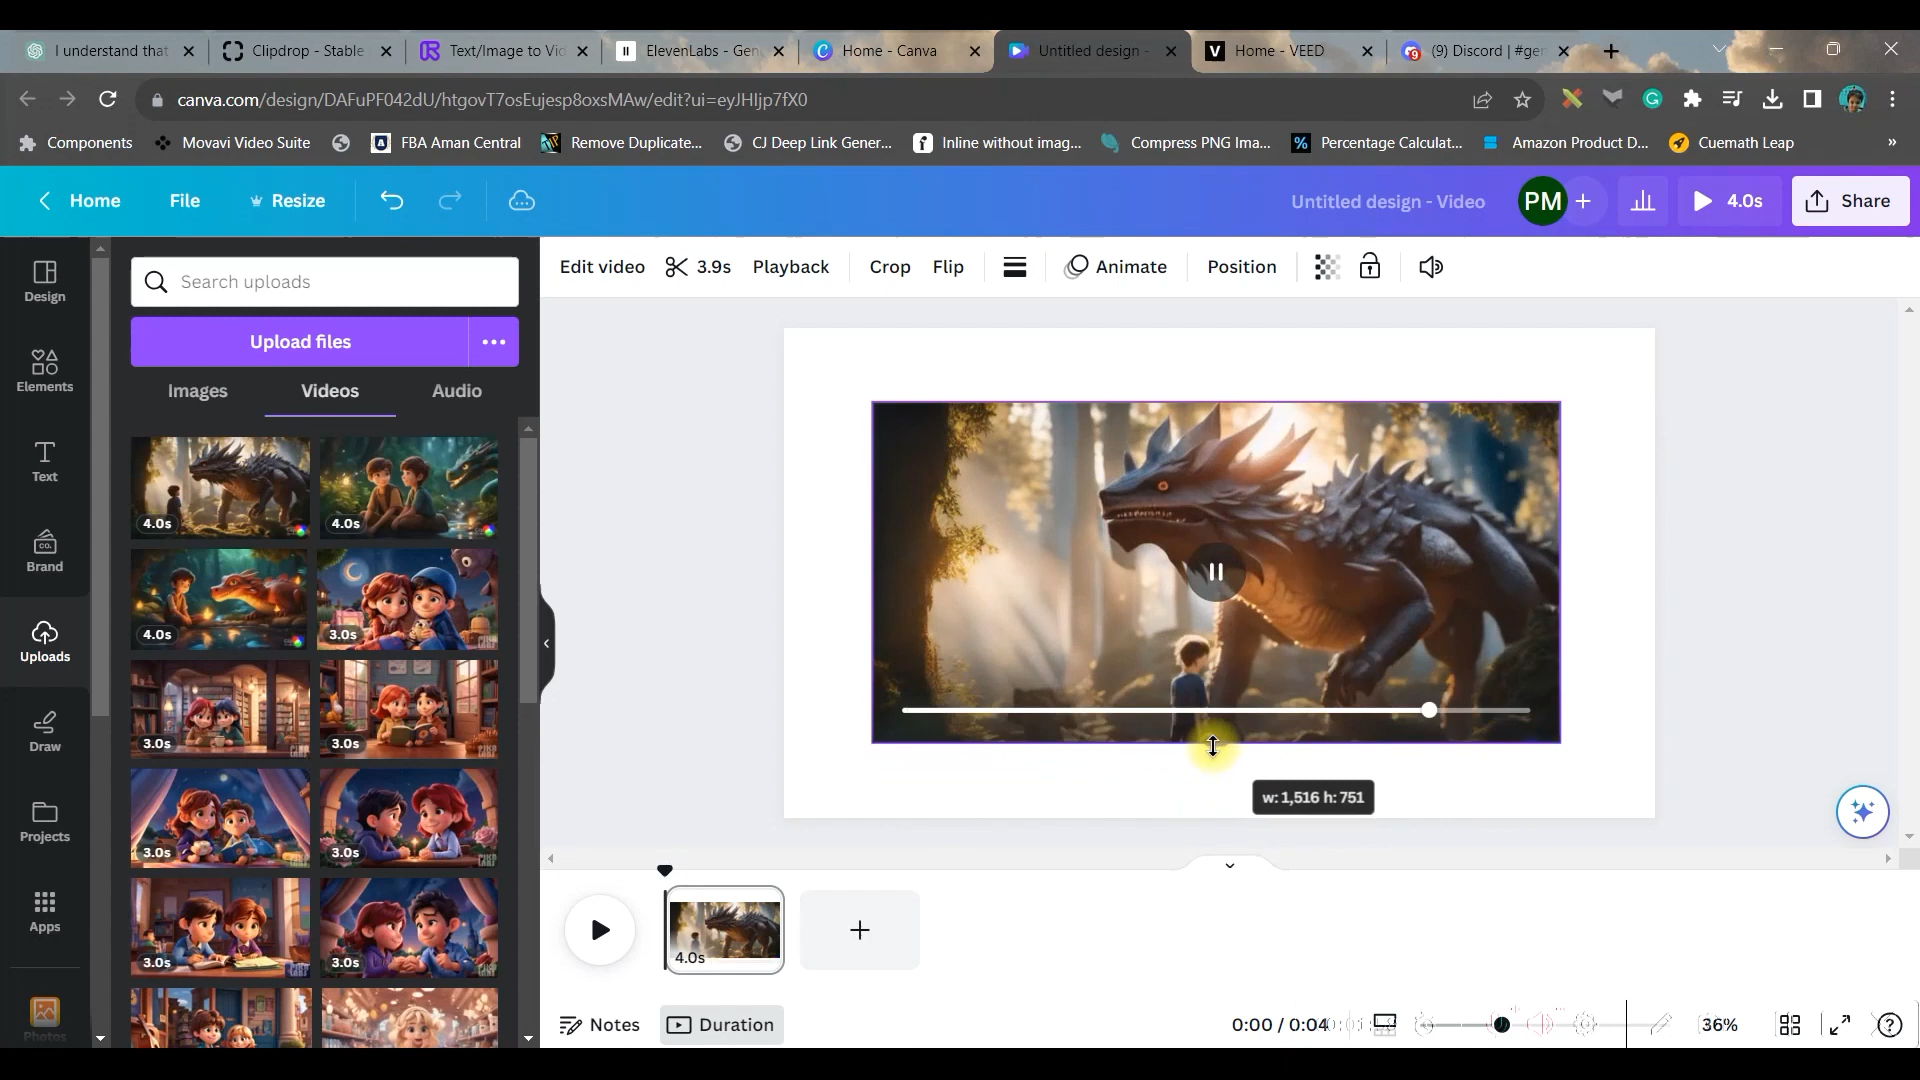 I understand that
Clipdrop - Stable
Text/Image to Vid
ElevenLabs - Gen
Home - Canva
Untitled design -
Home - VEED
(9) Discord | #gen
canva.com/design/DAFuPF042dU/htgovT7osEujesp8oxsMAw/edit?ui=eyJHIjp7fX0
Components
Movavi Video Suite
FBA Aman Central
Remove Duplicate...
CJ Deep Link Gener...
Inline without imag...
Compress PNG Ima...
Percentage Calculat...
Amazon Product D...
Cuemath Leap
»
Home
File
Resize
Untitled design - Video
PM
4.0s
Share
Design
Elements
Text
Brand
Uploads
Draw
Projects
Apps
Photos
Search uploads
Upload files
Images
Videos
Audio
4.0s
4.0s
4.0s
3.0s
3.0s
3.0s
3.0s
3.0s
3.0s
3.0s
Edit video
3.9s
Playback
Crop
Flip
Animate
Position
w: 1,516 h: 751
4.0s
Notes
Duration
0:00 / 0:04
36%